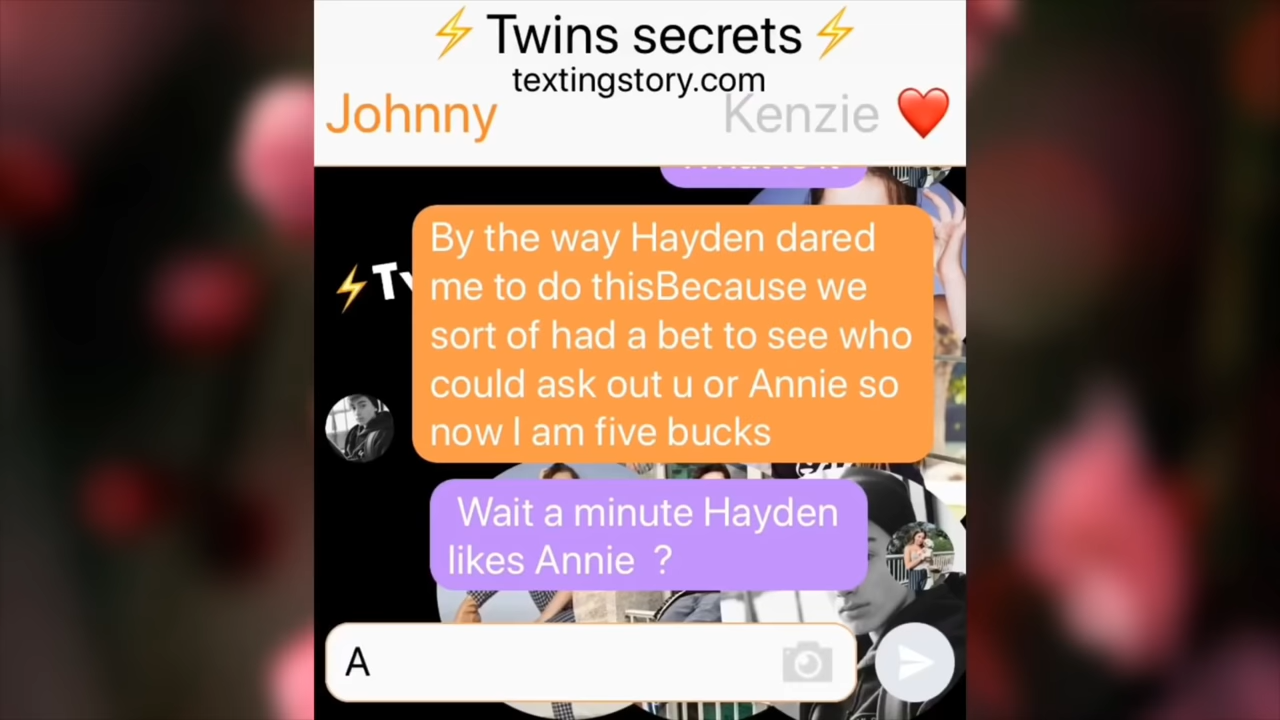 ⚡ Twins secrets ⚡
textingstory.com
Johnny
Kenzie ❤️
By the way Hayden dared
me to do thisBecause we
sort of had a bet to see who
could ask out u or Annie so
now I am five bucks
⚡Tw
Wait a minute Hayden
likes Annie ?
A